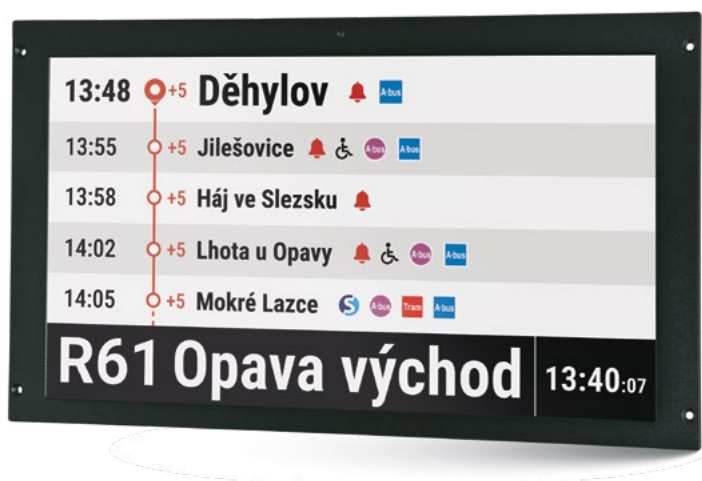 13:48 +5 Děhylov A-bus
13:55 +5 Jilešovice A-bus A-bus
13:58 +5 Háj ve Slezsku
14:02 +5 Lhota u Opavy A-bus A-bus
14:05 +5 Mokré Lazce S A-bus Tram A-bus
R61 Opava východ 13:40:07